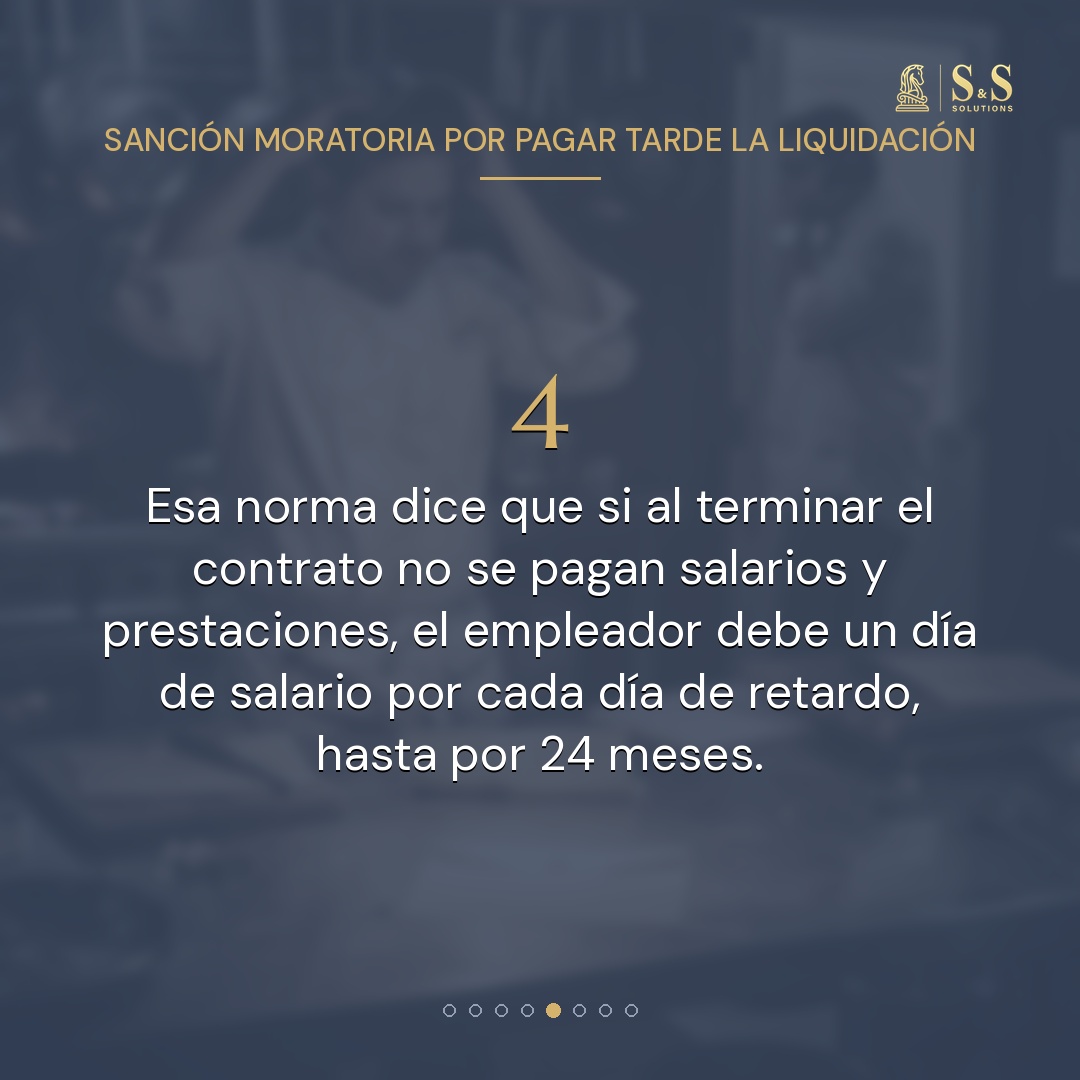 S&S
SOLUTIONS
SANCIÓN MORATORIA POR PAGAR TARDE LA LIQUIDACIÓN
4
Esa norma dice que si al terminar el
contrato no se pagan salarios y
prestaciones, el empleador debe un día
de salario por cada día de retardo,
hasta por 24 meses.